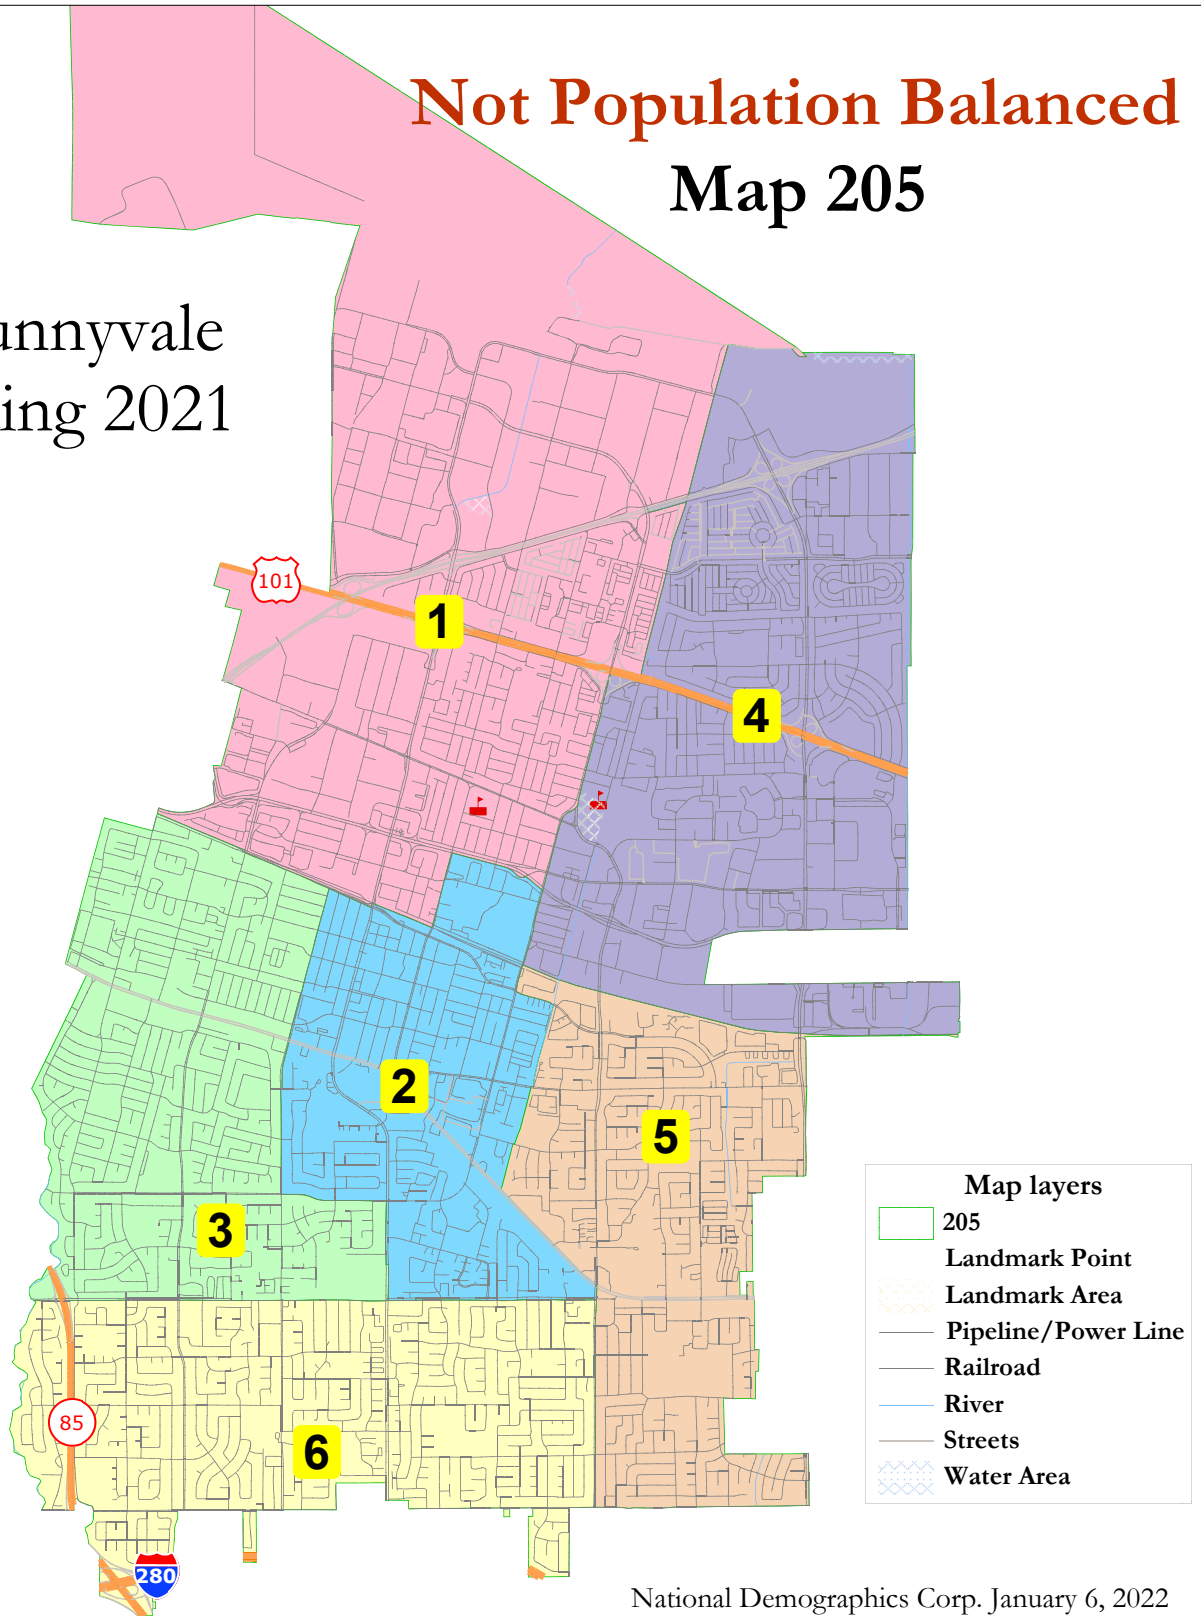 Not Population Balanced
Map 205
unnyvale
ing 2021
101
1
4
2
5
3
6
85
280
Map layers
205
Landmark Point
Landmark Area
Pipeline/Power Line
Railroad
River
Streets
Water Area
National Demographics Corp. January 6, 2022